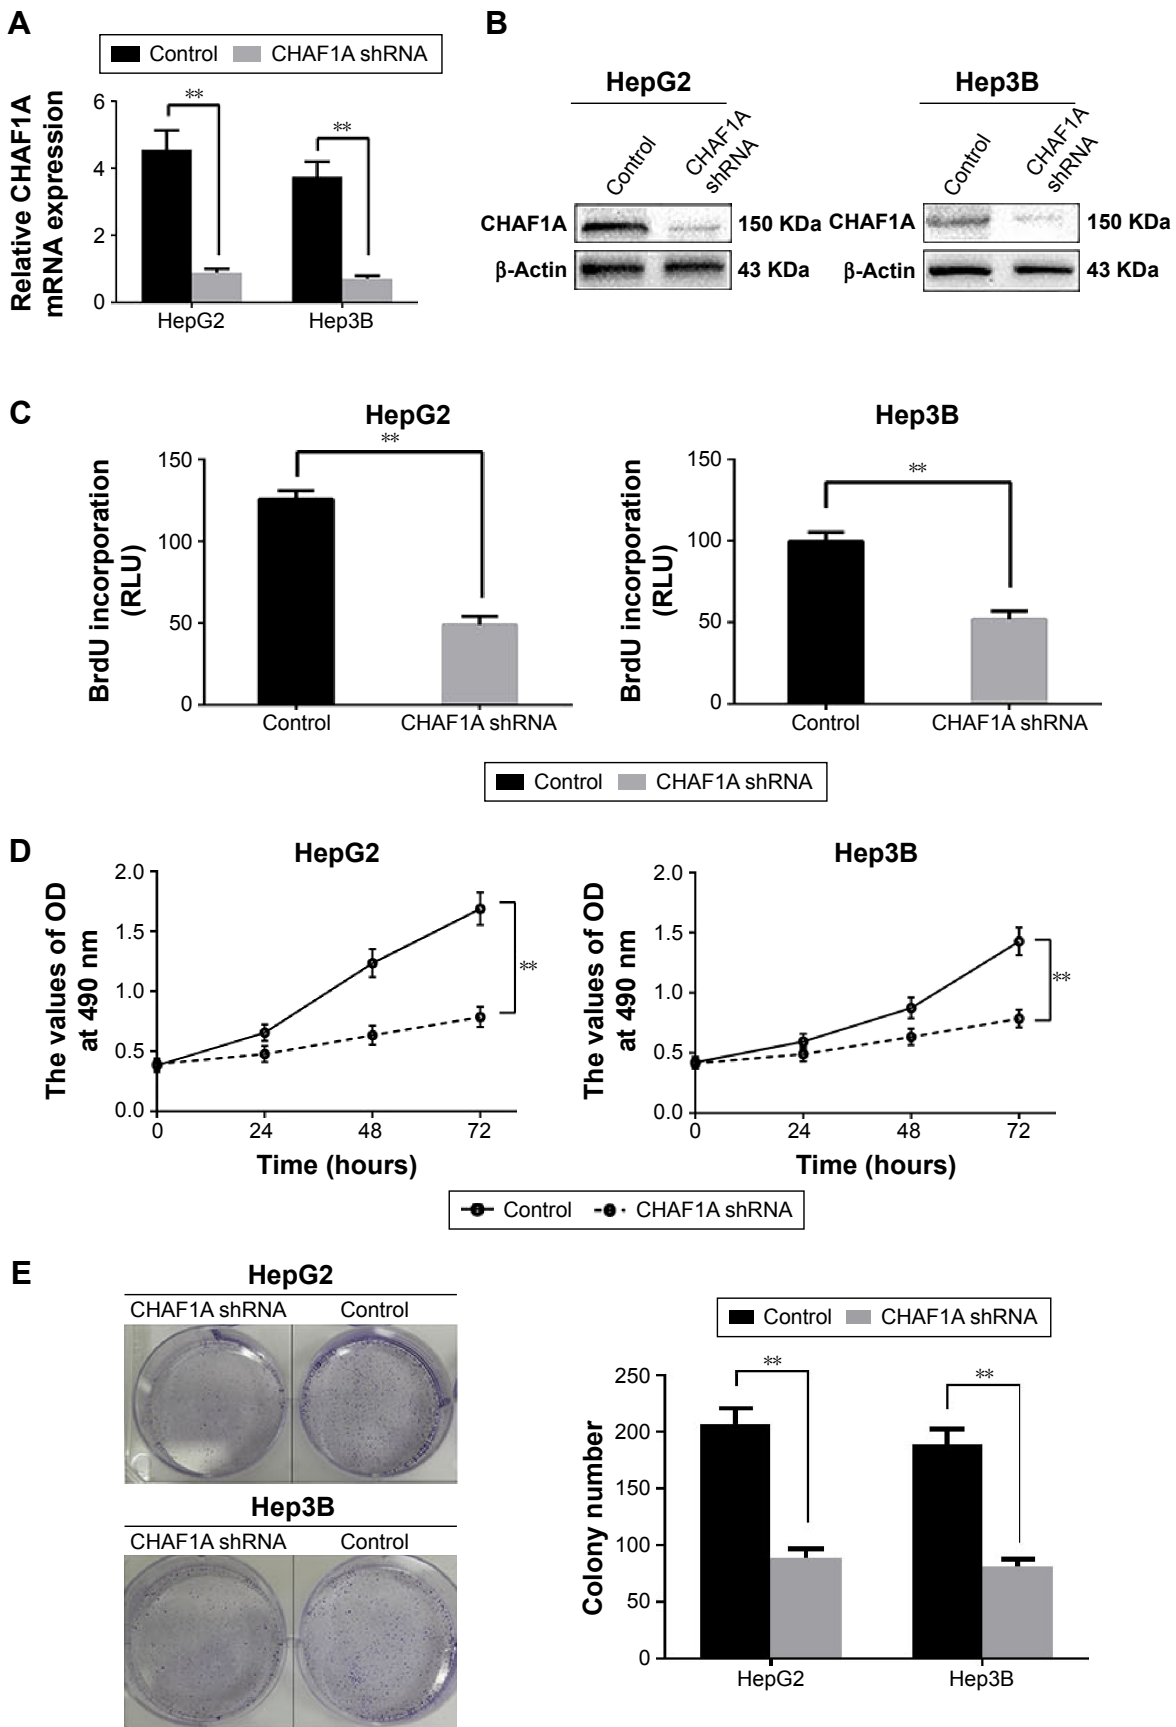 A
Control CHAF1A shRNA
Relative CHAF1A
mRNA expression
6
4
2
0
**
**
HepG2 Hep3B
B
HepG2 Hep3B
Control CHAF1A shRNA Control CHAF1A shRNA
CHAF1A 150 KDa CHAF1A 150 KDa
β-Actin 43 KDa β-Actin 43 KDa
C
HepG2
**
BrdU incorporation
(RLU)
150
100
50
0
Control CHAF1A shRNA
Hep3B
**
BrdU incorporation
(RLU)
150
100
50
0
Control CHAF1A shRNA
Control CHAF1A shRNA
D
HepG2
The values of OD
at 490 nm
2.0
1.5
1.0
0.5
0.0
**
0 24 48 72
Time (hours)
Hep3B
The values of OD
at 490 nm
2.0
1.5
1.0
0.5
0.0
**
0 24 48 72
Time (hours)
Control CHAF1A shRNA
E
HepG2
CHAF1A shRNA Control
Hep3B
CHAF1A shRNA Control
Control CHAF1A shRNA
Colony number
250
200
150
100
50
0
**
**
HepG2 Hep3B